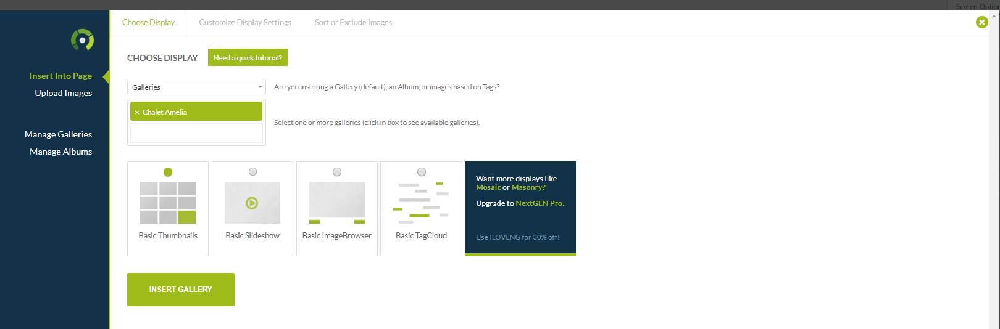 Screen Option
Choose Display
Customize Display Settings
Sort or Exclude Images
Insert Into Page
Upload Images
Manage Galleries
Manage Albums
CHOOSE DISPLAY
Need a quick tutorial?
Galleries
Are you inserting a Gallery (default), an Album, or images based on Tags?
× Chalet Amelia
Select one or more galleries (click in box to see available galleries).
Basic Thumbnails
Basic Slideshow
Basic ImageBrowser
Basic TagCloud
Want more displays like
Mosaic or Masonry?
Upgrade to NextGEN Pro.
Use ILOVENG for 30% off!
INSERT GALLERY